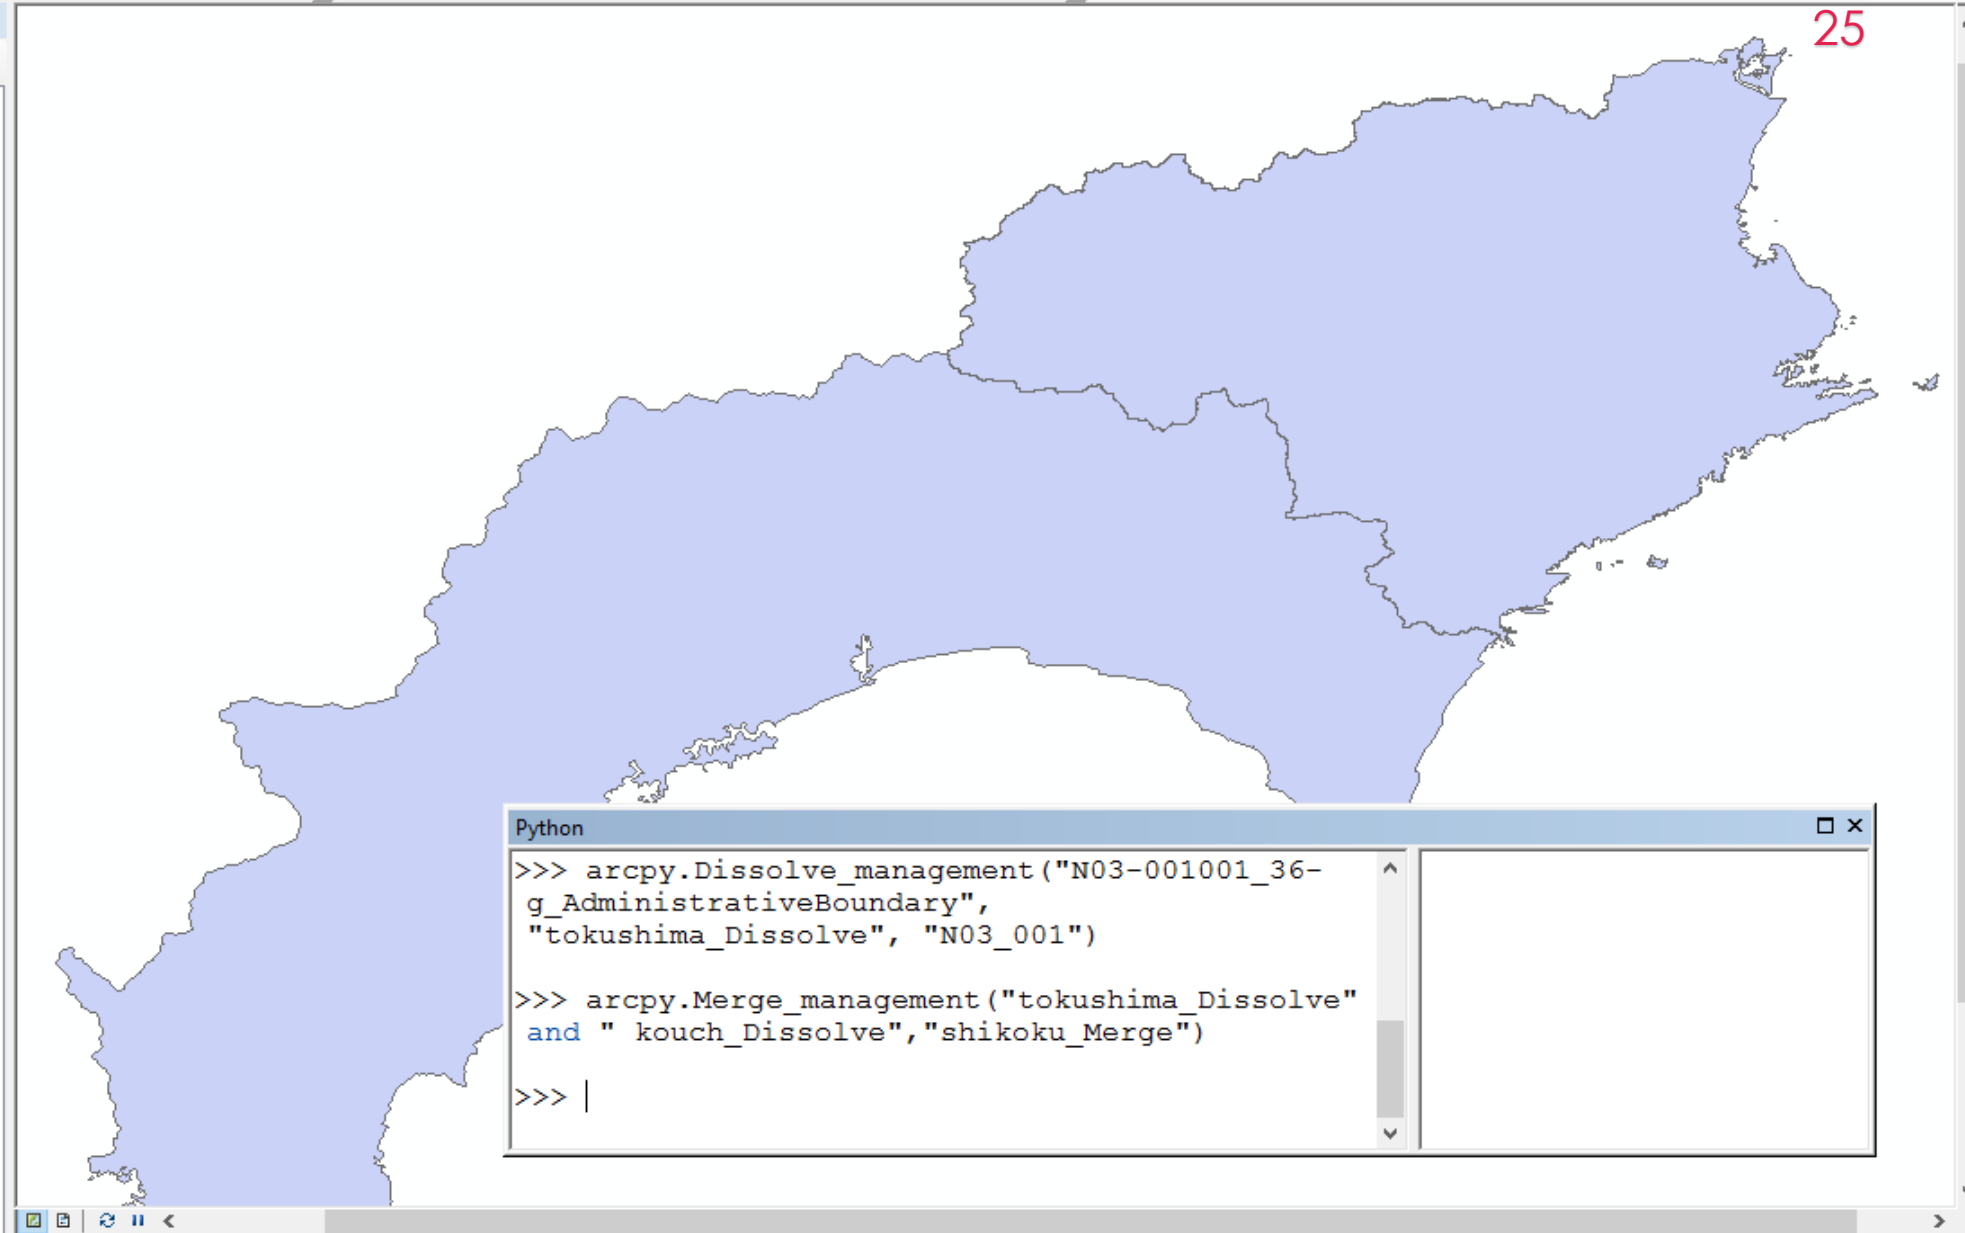 25
Python
>>> arcpy.Dissolve_management("N03-001001_36-
g_AdministrativeBoundary",
"tokushima_Dissolve", "N03_001")
>>> arcpy.Merge_management("tokushima_Dissolve"
and " kouch_Dissolve","shikoku_Merge")
>>>